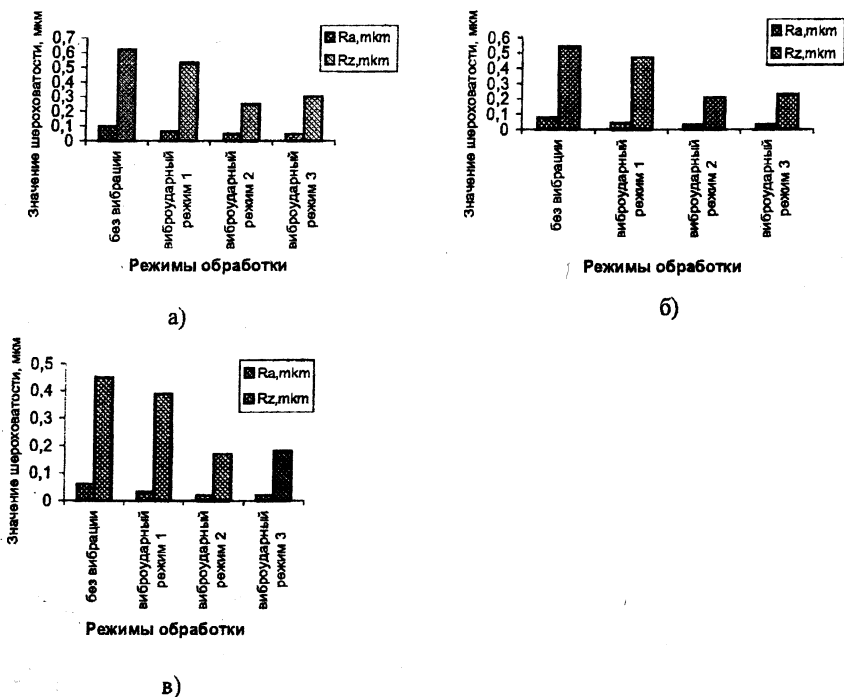 Значение шероховатости, мкм
0,7
0,6
0,5
0,4
0,3
0,2
0,1
0
Ra,mkm
Rz,mkm
без вибрации
виброударный режим 1
виброударный режим 2
виброударный режим 3
Режимы обработки
а)
Значение шероховатости, мкм
0,6
0,5
0,4
0,3
0,2
0,1
0
Ra,mkm
Rz,mkm
без вибрации
виброударный режим 1
виброударный режим 2
виброударный режим 3
Режимы обработки
б)
Значение шероховатости, мкм
0,5
0,4
0,3
0,2
0,1
0
Ra,mkm
Rz,mkm
без вибрации
виброударный режим 1
виброударный режим 2
виброударный режим 3
Режимы обработки
в)